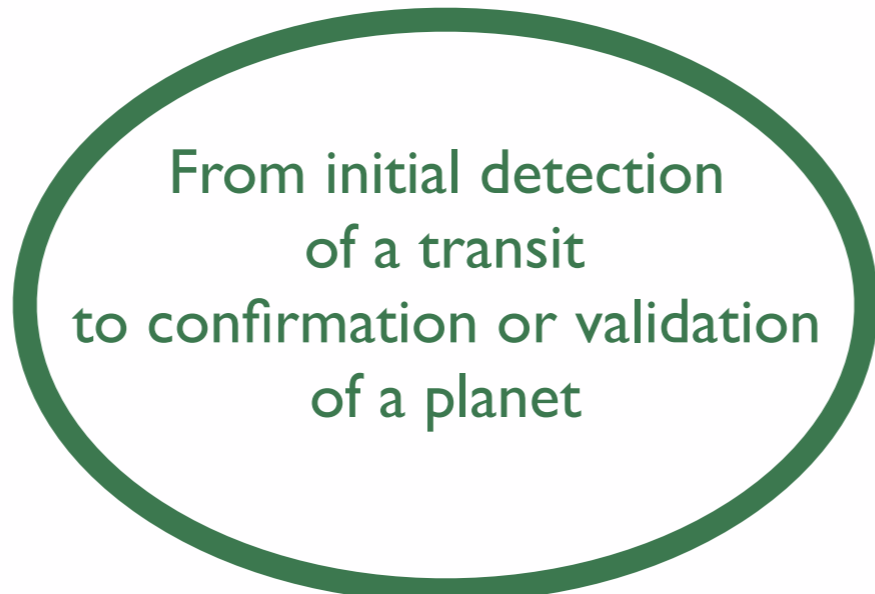 From initial detection
of a transit
to confirmation or validation
of a planet